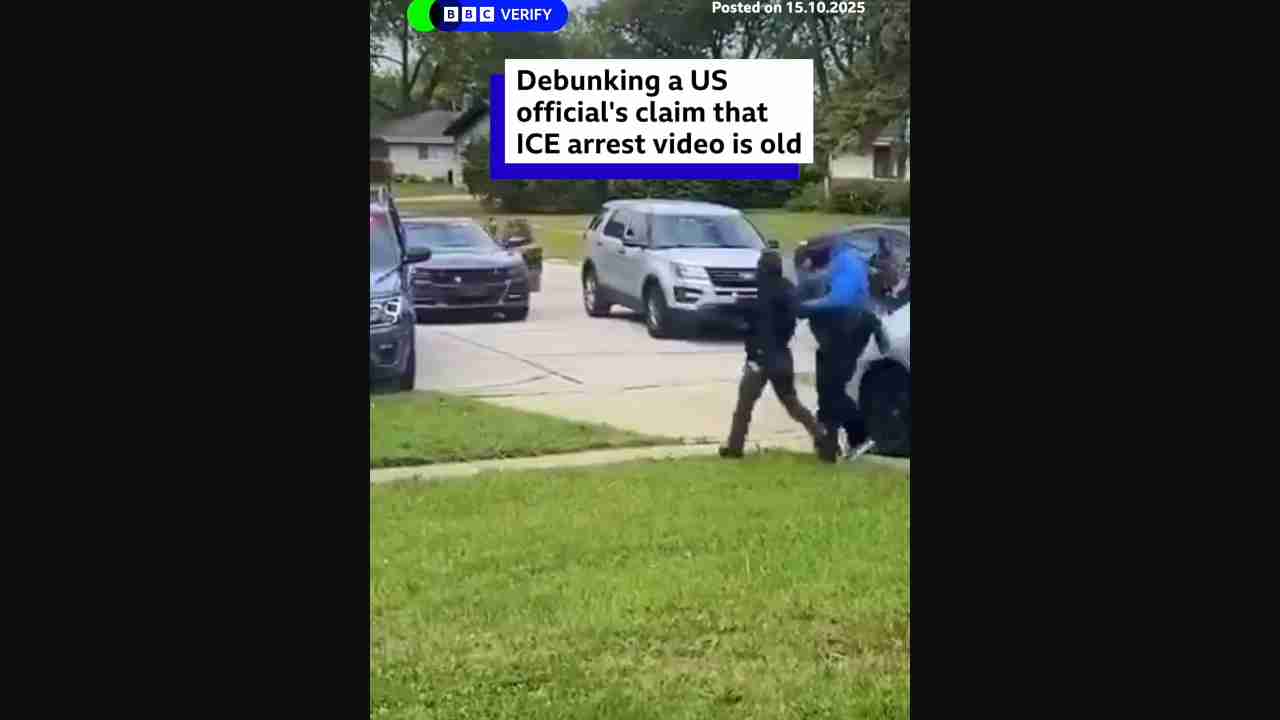 BBC VERIFY
Posted on 15.10.2025
Debunking a US
official's claim that
ICE arrest video is old